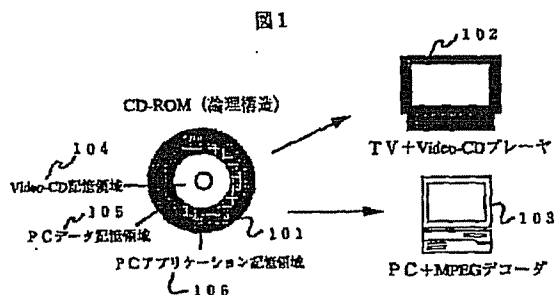 図1
102
CD-ROM (論理構造)
104
TV+Video-CDプレーヤ
Video-CD記憶領域
105
PCデータ記憶領域
101
103
PCアプリケーション記憶領域
106
PC+MPEGデコーダ